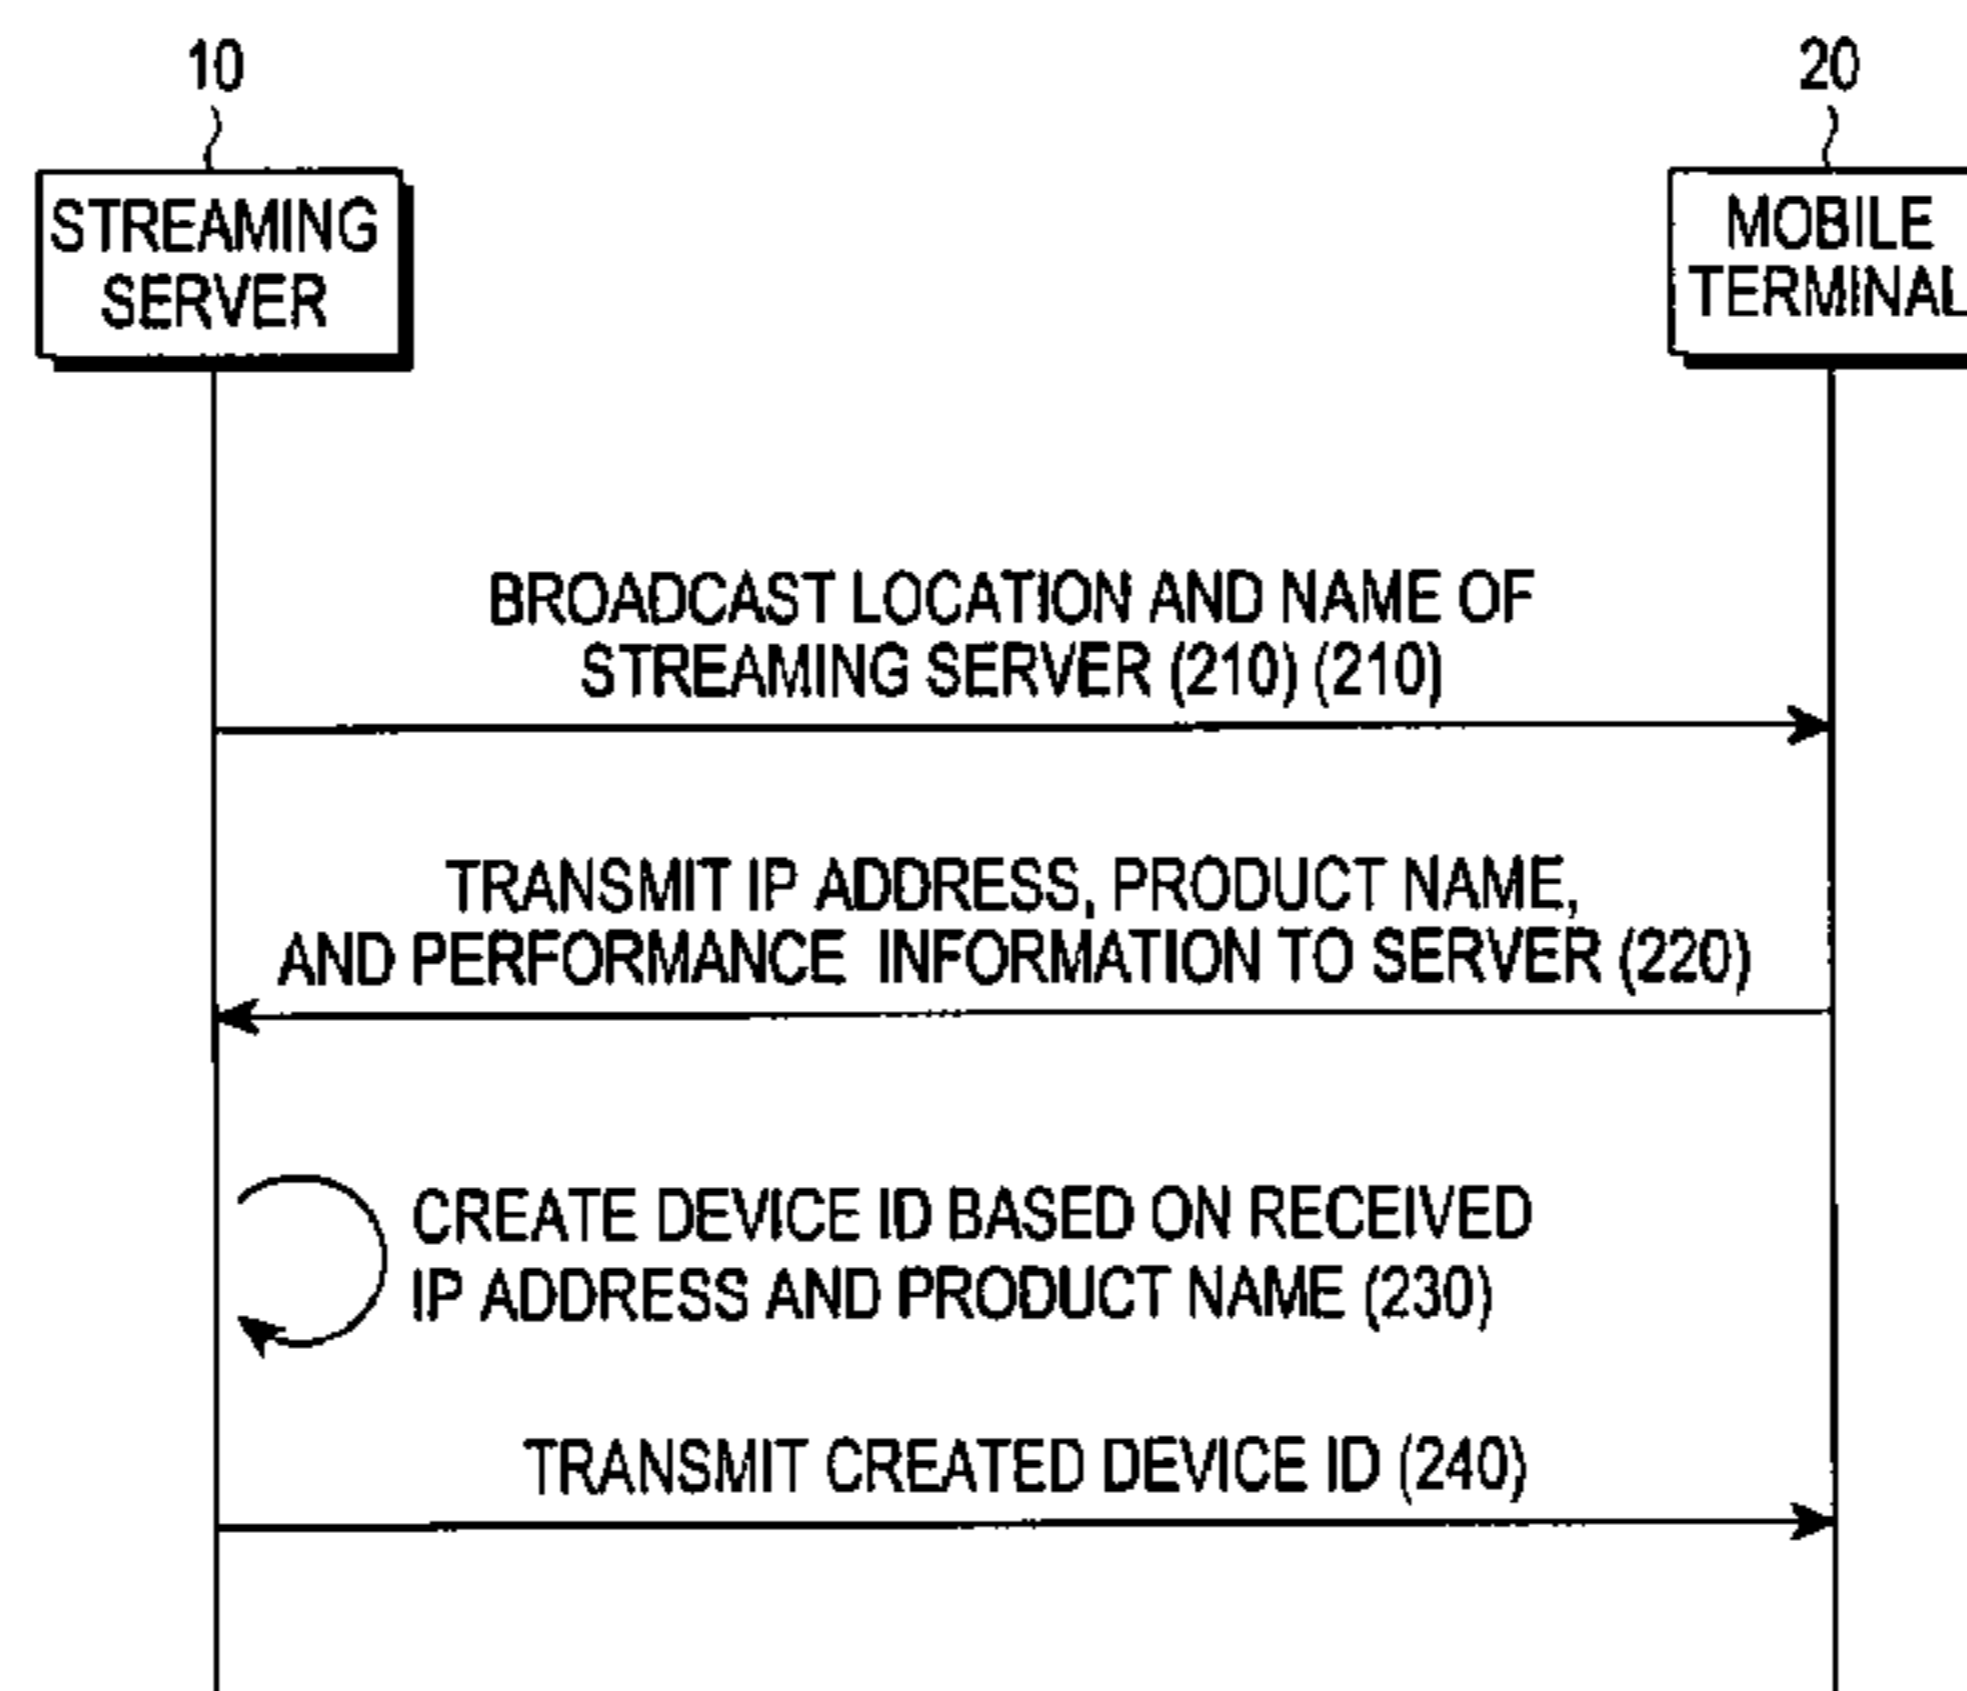 10
20
STREAMING
SERVER
MOBILE
TERMINAL
BROADCAST LOCATION AND NAME OF
STREAMING SERVER (210) (210)
TRANSMIT IP ADDRESS, PRODUCT NAME,
AND PERFORMANCE INFORMATION TO SERVER (220)
CREATE DEVICE ID BASED ON RECEIVED
IP ADDRESS AND PRODUCT NAME (230)
TRANSMIT CREATED DEVICE ID (240)